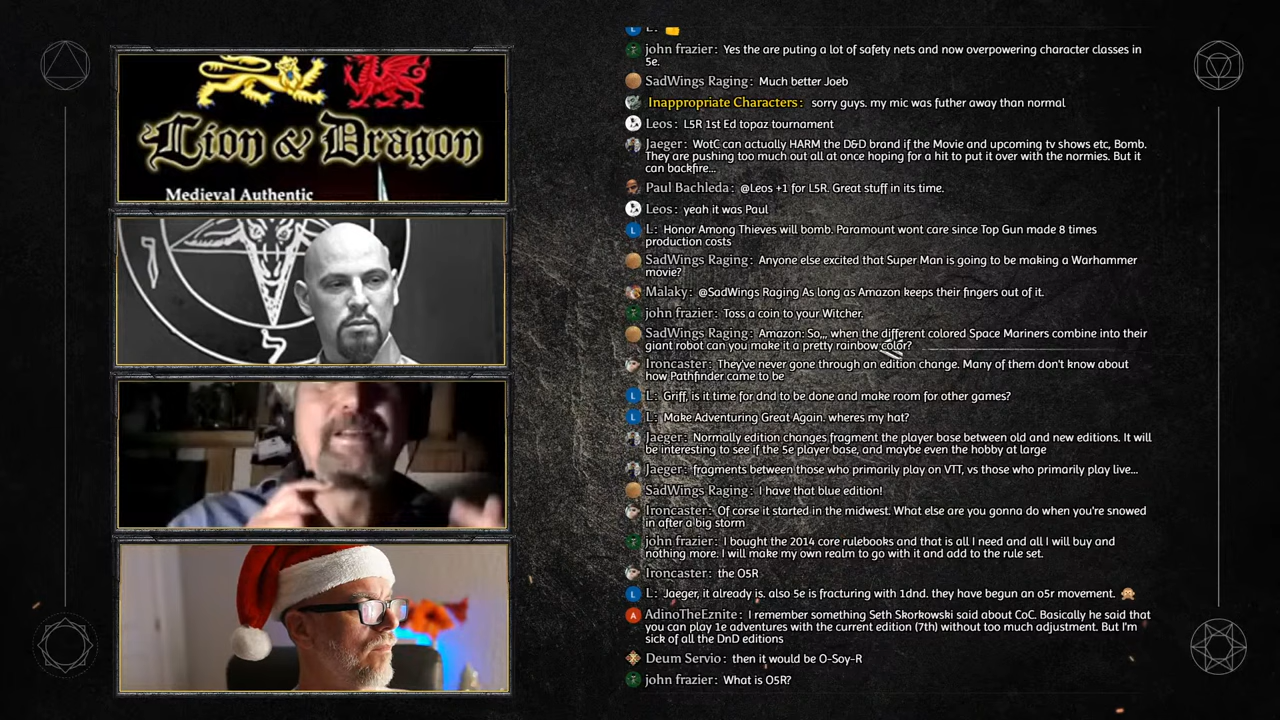 Lion & Dragon
Medieval Authentic
L:
john frazier: Yes the are puting a lot of safety nets and now overpowering character classes in
5e.
SadWings Raging: Much better Joeb
Inappropriate Characters: sorry guys. my mic was futher away than normal
Leos: L5R 1st Ed topaz tournament
Jaeger: WotC can actually HARM the D&D brand if the Movie and upcoming tv shows etc, Bomb.
They are pushing too much out all at once hoping for a hit to put it over with the normies. But it
can backfire...
Paul Bachleda: @Leos +1 for L5R. Great stuff in its time.
Leos: yeah it was Paul
L: Honor Among Thieves will bomb. Paramount wont care since Top Gun made 8 times
production costs
SadWings Raging: Anyone else excited that Super Man is going to be making a Warhammer
movie?
Malaky: @SadWings Raging As long as Amazon keeps their fingers out of it.
john frazier: Toss a coin to your Witcher.
SadWings Raging: Amazon: So,,, when the different colored Space Mariners combine into their
giant robot can you make it a pretty rainbow color?
Ironcaster: They've never gone through an edition change. Many of them don't know about
how Pathfinder came to be
L: Griff, is it time for dnd to be done and make room for other games?
L: Make Adventuring Great Again. wheres my hat?
Jaeger: Normally edition changes fragment the player base between old and new editions. It will
be interesting to see if the 5e player base, and maybe even the hobby at large
Jaeger: fragments between those who primarily play on VTT, vs those who primarily play live...
SadWings Raging: I have that blue edition!
Ironcaster: Of corse it started in the midwest. What else are you gonna do when you're snowed
in after a big storm
john frazier: I bought the 2014 core rulebooks and that is all I need and all I will buy and
nothing more. I will make my own realm to go with it and add to the rule set.
Ironcaster: the O5R
L: Jaeger, it already is. also 5e is fracturing with 1dnd. they have begun an o5r movement.
AdinoTheEznite: I remember something Seth Skorkowski said about CoC. Basically he said that
you can play 1e adventures with the current edition (7th) without too much adjustment. But I'm
sick of all the DnD editions
Deum Servio: then it would be O-Soy-R
john frazier: What is O5R?